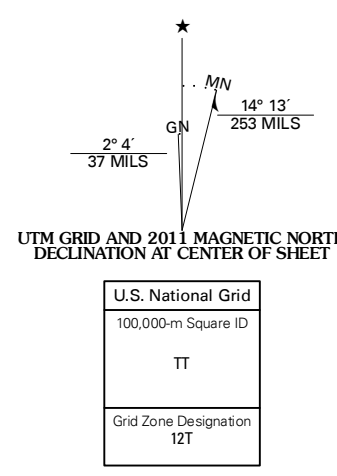 ★
MN
GN
14° 13´
253 MILS
2° 4´
37 MILS
UTM GRID AND 2011 MAGNETIC NORT
DECLINATION AT CENTER OF SHEET
U.S. National Grid
100,000-m Square ID
TT
Grid Zone Designation
12T